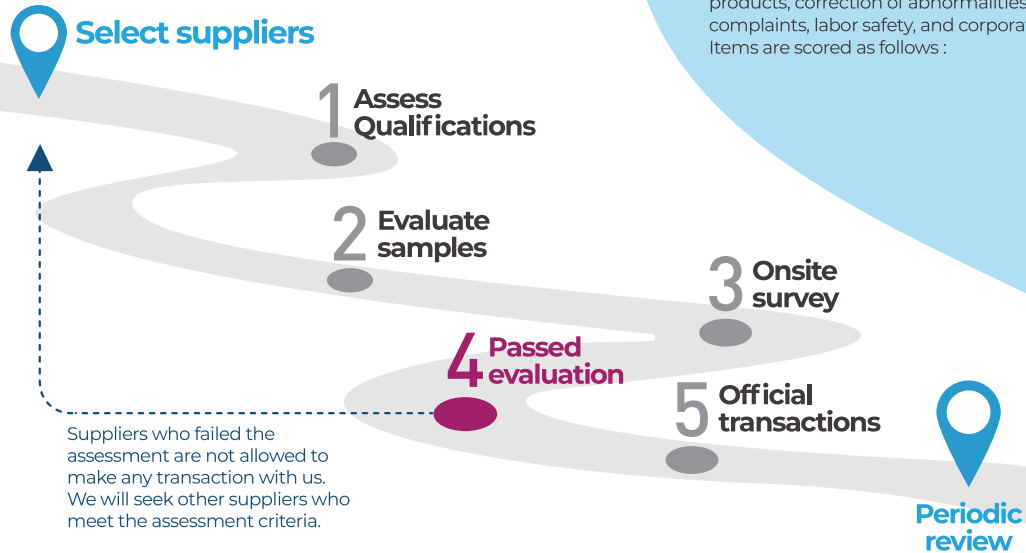 products, correction of abnormalities
complaints, labor safety, and corpora
Items are scored as follows :
Select suppliers
1 Assess
Qualifications
2 Evaluate
samples
3 Onsite
survey
4 Passed
evaluation
5 Official
transactions
Suppliers who failed the
assessment are not allowed to
make any transaction with us.
We will seek other suppliers who
meet the assessment criteria.
Periodic
review